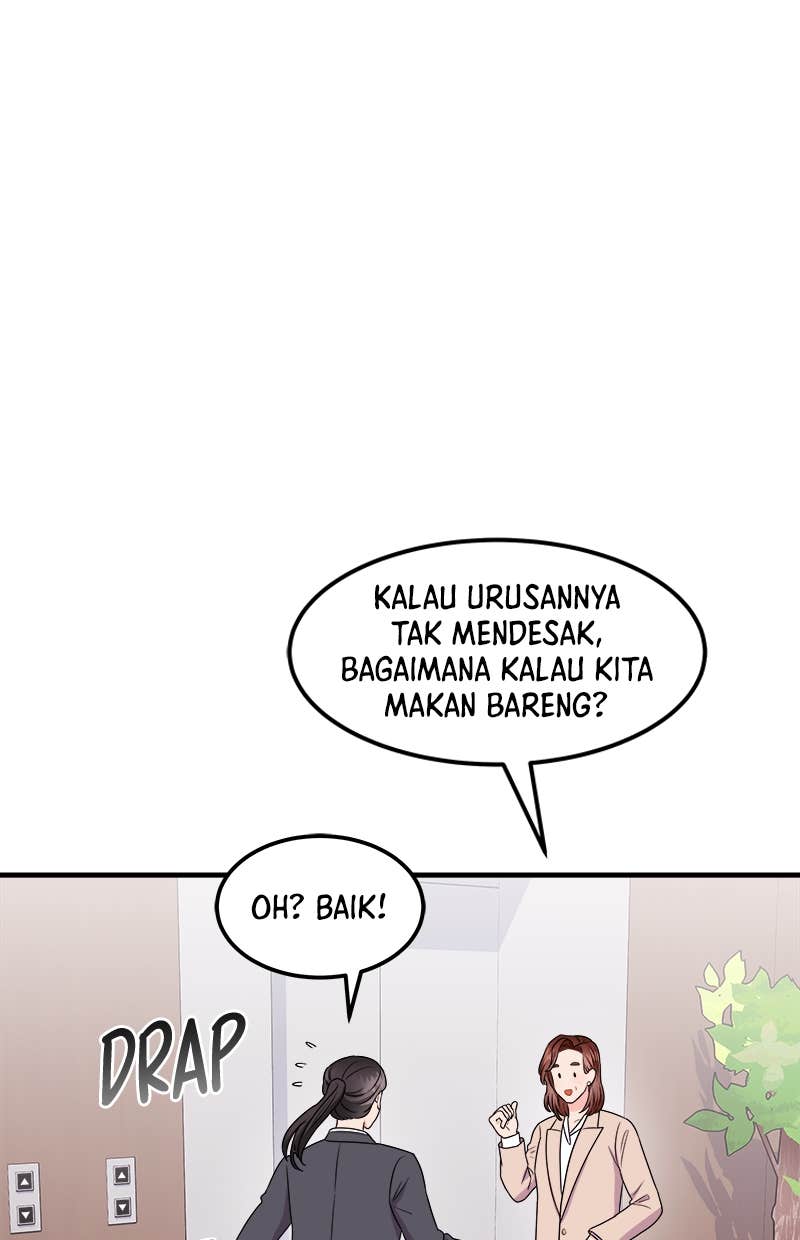 KALAU URUSANNYA
TAK MENDESAK,
BAGAIMANA KALAU KITA
MAKAN BARENG?
OH? BAIK!
DRAP